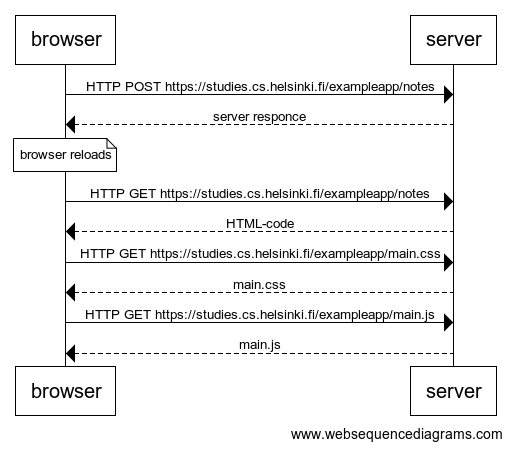 browser server
HTTP POST https://studies.cs.helsinki.fi/exampleapp/notes
server responce
browser reloads
HTTP GET https://studies.cs.helsinki.fi/exampleapp/notes
HTML-code
HTTP GET https://studies.cs.helsinki.fi/exampleapp/main.css
main.css
HTTP GET https://studies.cs.helsinki.fi/exampleapp/main.js
main.js
browser server
www.websequencediagrams.com